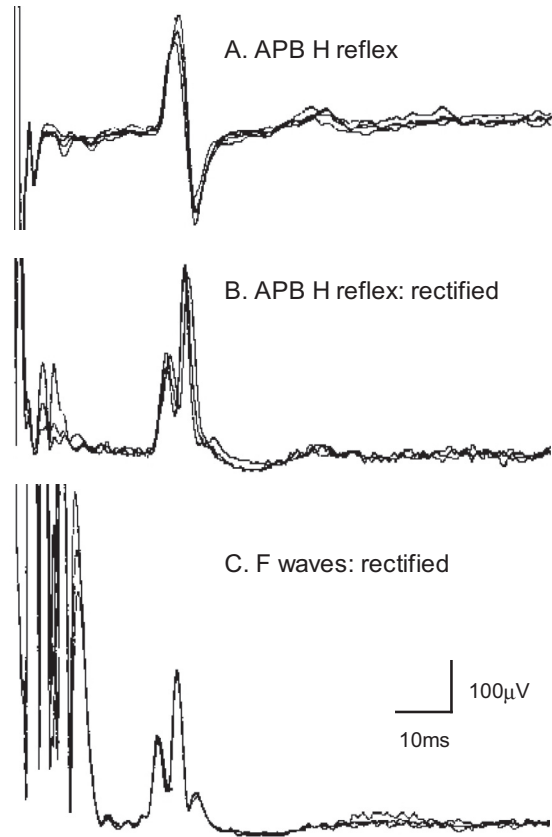 A. APB H reflex
B. APB H reflex: rectified
C. F waves: rectified
100μV
10ms